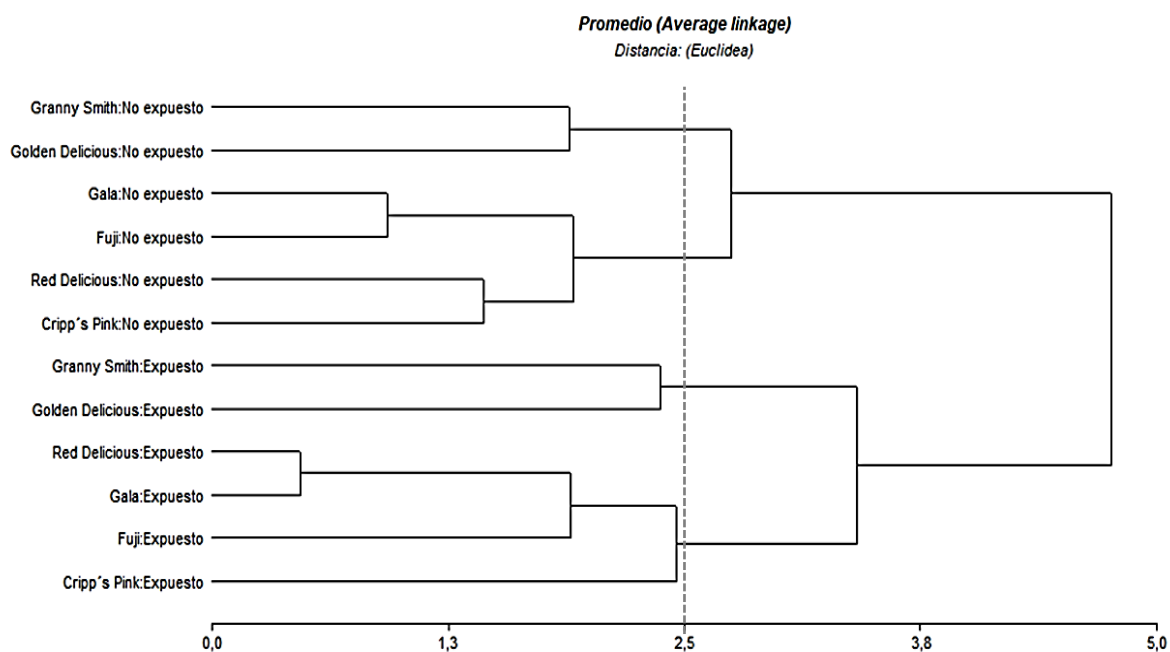 Promedio (Average linkage)
Distancia: (Euclidea)
Granny Smith:No expuesto
Golden Delicious:No expuesto
Gala:No expuesto
Fuji:No expuesto
Red Delicious:No expuesto
Cripp´s Pink:No expuesto
Granny Smith:Expuesto
Golden Delicious:Expuesto
Red Delicious:Expuesto
Gala:Expuesto
Fuji:Expuesto
Cripp´s Pink:Expuesto
0,0 1,3 2,5 3,8 5,0